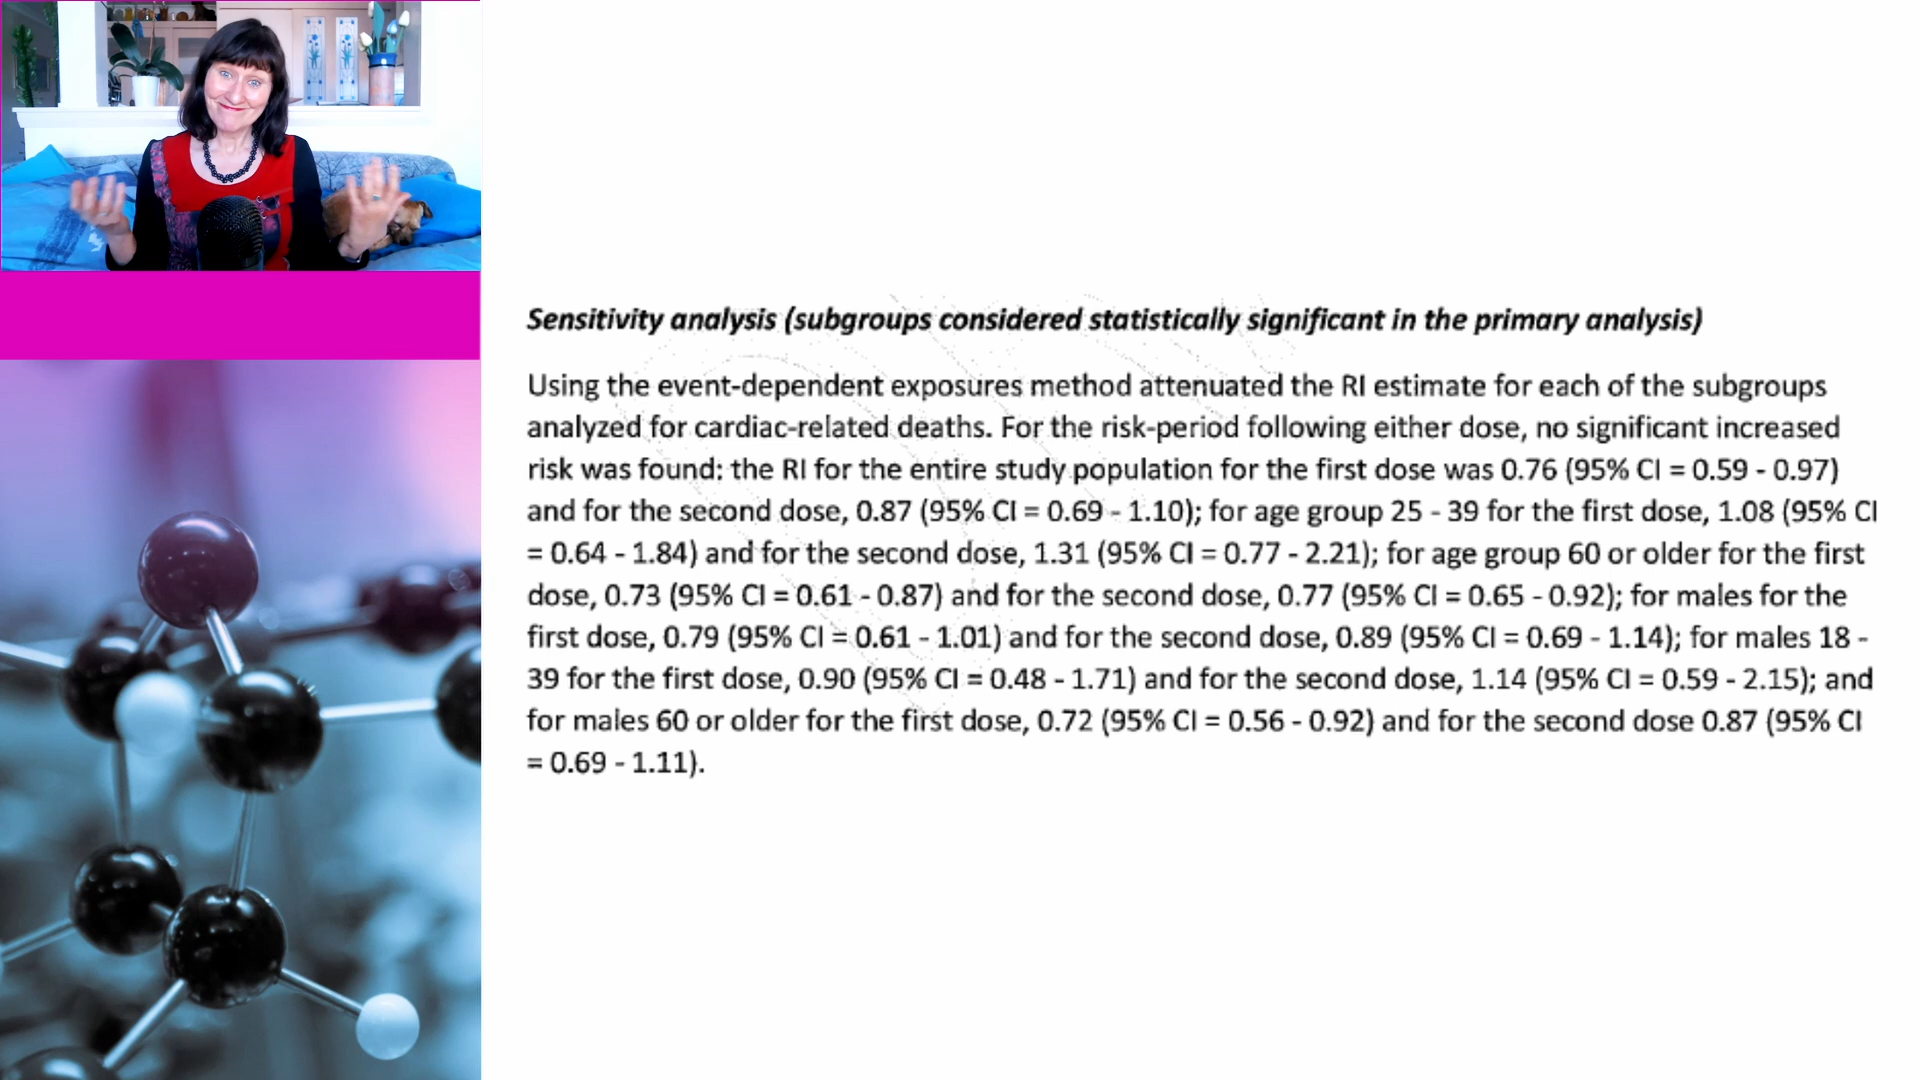 Sensitivity analysis (subgroups considered statistically significant in the primary analysis)
Using the event-dependent exposures method attenuated the RI estimate for each of the subgroups
analyzed for cardiac-related deaths. For the risk-period following either dose, no significant increased
risk was found: the RI for the entire study population for the first dose was 0.76 (95% CI = 0.59 - 0.97)
and for the second dose, 0.87 (95% CI = 0.69 - 1.10); for age group 25 - 39 for the first dose, 1.08 (95% CI
= 0.64 - 1.84) and for the second dose, 1.31 (95% CI = 0.77 - 2.21); for age group 60 or older for the first
dose, 0.73 (95% CI = 0.61 - 0.87) and for the second dose, 0.77 (95% CI = 0.65 - 0.92); for males for the
first dose, 0.79 (95% CI = 0.61 - 1.01) and for the second dose, 0.89 (95% CI = 0.69 - 1.14); for males 18 -
39 for the first dose, 0.90 (95% CI = 0.48 - 1.71) and for the second dose, 1.14 (95% CI = 0.59 - 2.15); and
for males 60 or older for the first dose, 0.72 (95% CI = 0.56 - 0.92) and for the second dose 0.87 (95% CI
= 0.69 - 1.11).